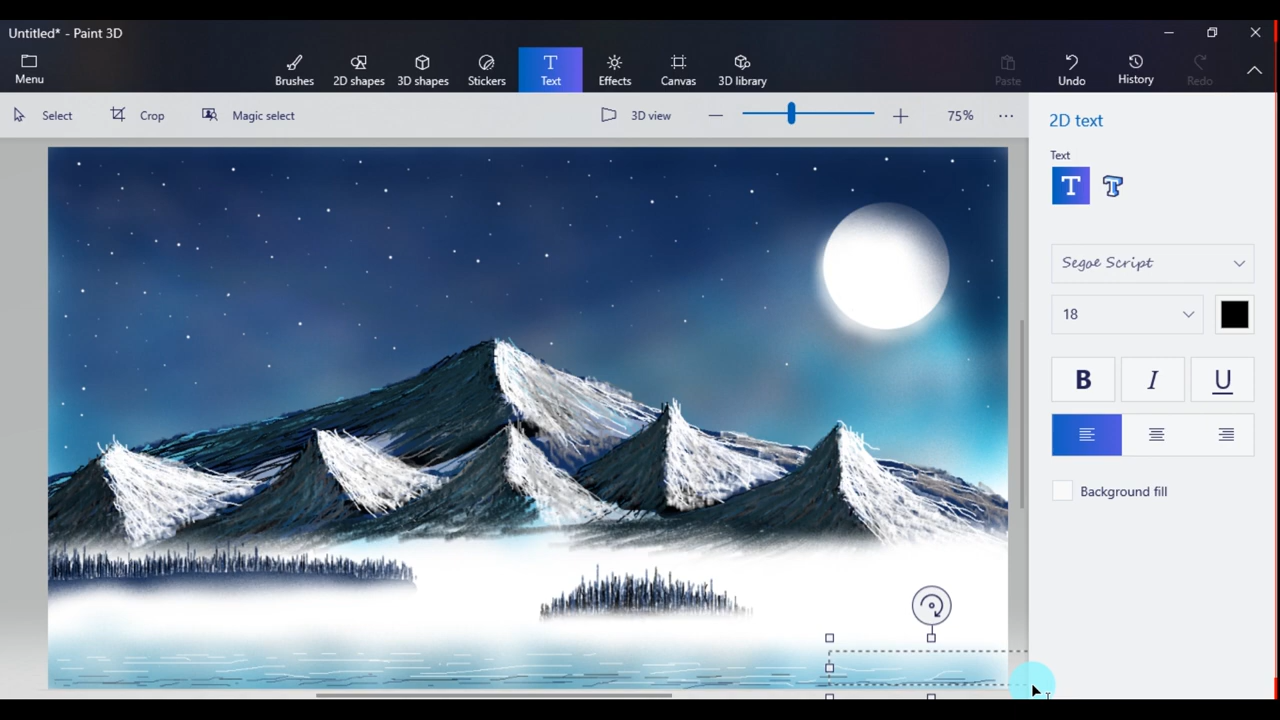 Untitled* - Paint 3D
Menu
Brushes
2D shapes
3D shapes
Stickers
Text
Effects
Canvas
3D library
Paste
Undo
History
Redo
Select
Crop
Magic select
3D view
75%
2D text
Text
Segoe Script
18
B
I
U
Background fill